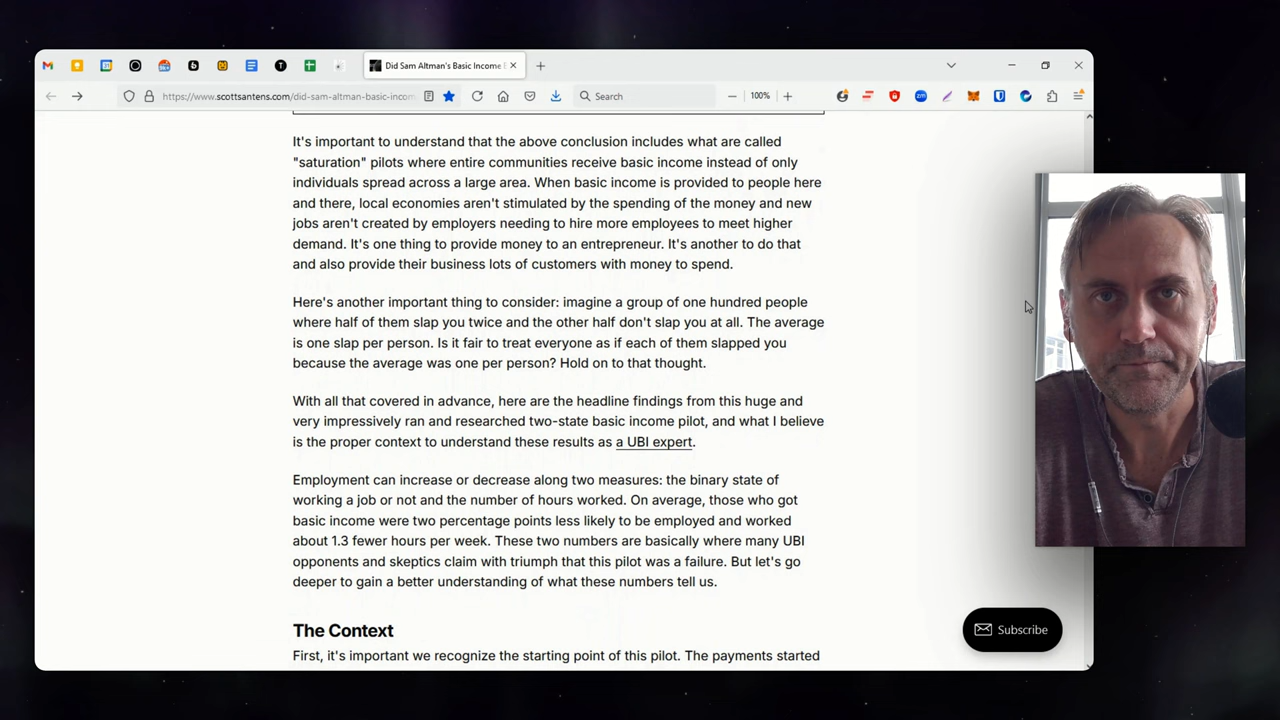 Did Sam Altman's Basic Income E
https://www.scottsantens.com/did-sam-altman-basic-incom
Search
100%
It's important to understand that the above conclusion includes what are called
"saturation" pilots where entire communities receive basic income instead of only
individuals spread across a large area. When basic income is provided to people here
and there, local economies aren't stimulated by the spending of the money and new
jobs aren't created by employers needing to hire more employees to meet higher
demand. It's one thing to provide money to an entrepreneur. It's another to do that
and also provide their business lots of customers with money to spend.
Here's another important thing to consider: imagine a group of one hundred people
where half of them slap you twice and the other half don't slap you at all. The average
is one slap per person. Is it fair to treat everyone as if each of them slapped you
because the average was one per person? Hold on to that thought.
With all that covered in advance, here are the headline findings from this huge and
very impressively ran and researched two-state basic income pilot, and what I believe
is the proper context to understand these results as a UBI expert.
Employment can increase or decrease along two measures: the binary state of
working a job or not and the number of hours worked. On average, those who got
basic income were two percentage points less likely to be employed and worked
about 1.3 fewer hours per week. These two numbers are basically where many UBI
opponents and skeptics claim with triumph that this pilot was a failure. But let's go
deeper to gain a better understanding of what these numbers tell us.
Subscribe
The Context
First, it's important we recognize the starting point of this pilot. The payments started